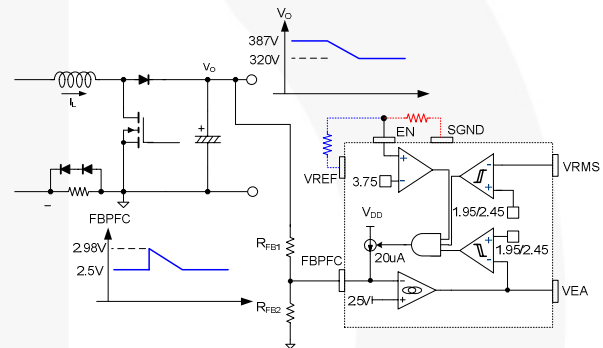 VO
387V
320V
VO
IL
+
EN
SGND
VREF
3.75
+
-
VRMS
1.95/2.45
+
-
FBPFC
2.98V
2.5V
RFB1
FBPFC
VDD
20uA
+
1.95/2.45
-
2.5V
-
+
VEA
RFB2